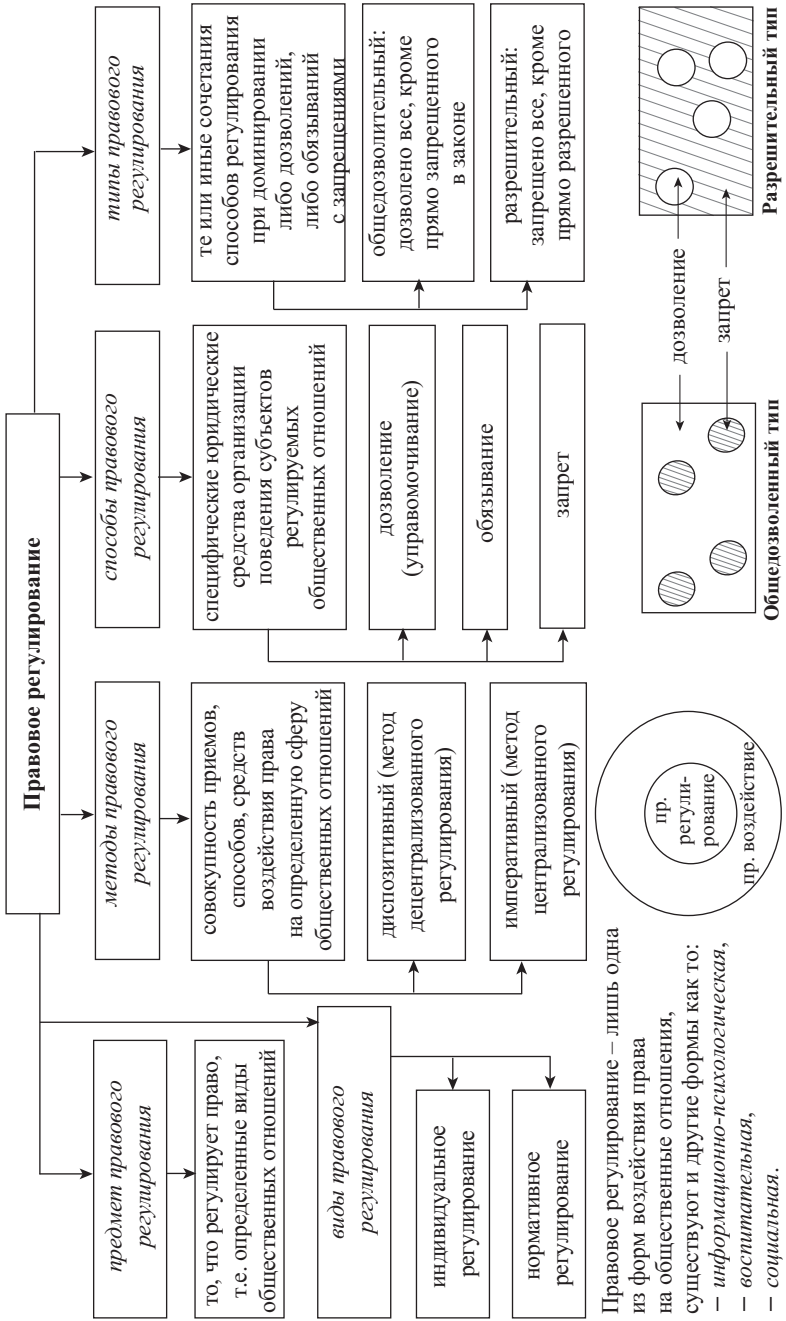 Правовое регулирование
предмет правового
регулирования
то, что регулирует право,
т.е. определенные виды
общественных отношений
виды правового
регулирования
индивидуальное
регулирование
нормативное
регулирование
методы правового
регулирования
совокупность приемов,
способов, средств
воздействия права
на определенную сферу
общественных отношений
диспозитивный (метод
децентрализованного
регулирования)
императивный (метод
централизованного
регулирования)
способы правового
регулирования
специфические юридические
средства организации
поведения субъектов
регулируемых
общественных отношений
дозволение
(управомочивание)
обязывание
запрет
типы правового
регулирования
те или иные сочетания
способов регулирования
при доминировании
либо дозволений,
либо обязываний
с запрещениями
общедозволительный:
дозволено все, кроме
прямо запрещенного
в законе
разрешительный:
запрещено все, кроме
прямо разрешенного
Правовое регулирование – лишь одна
из форм воздействия права
на общественные отношения,
существуют и другие формы как то:
– информационно-психологическая,
– воспитательная,
– социальная.
пр.
регули-
рование
пр. воздействие
дозволение
запрет
Общедозволенный тип
Разрешительный тип